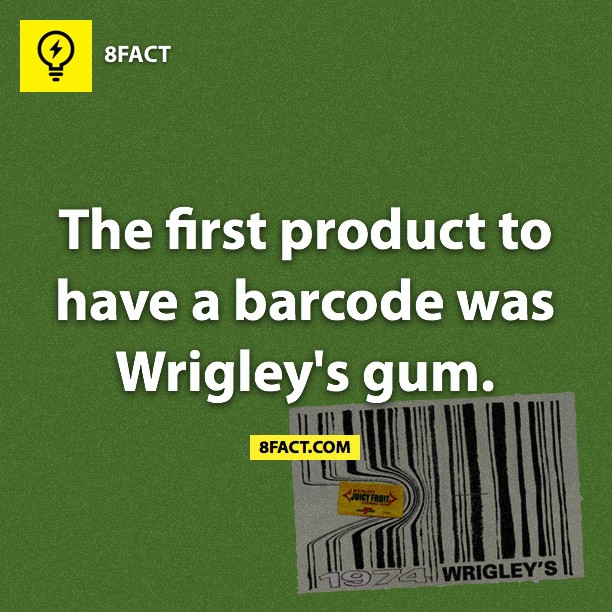 8FACT
The first product to
have a barcode was
Wrigley's gum.
8FACT.COM
JUICY FRUIT
1974 WRIGLEY'S